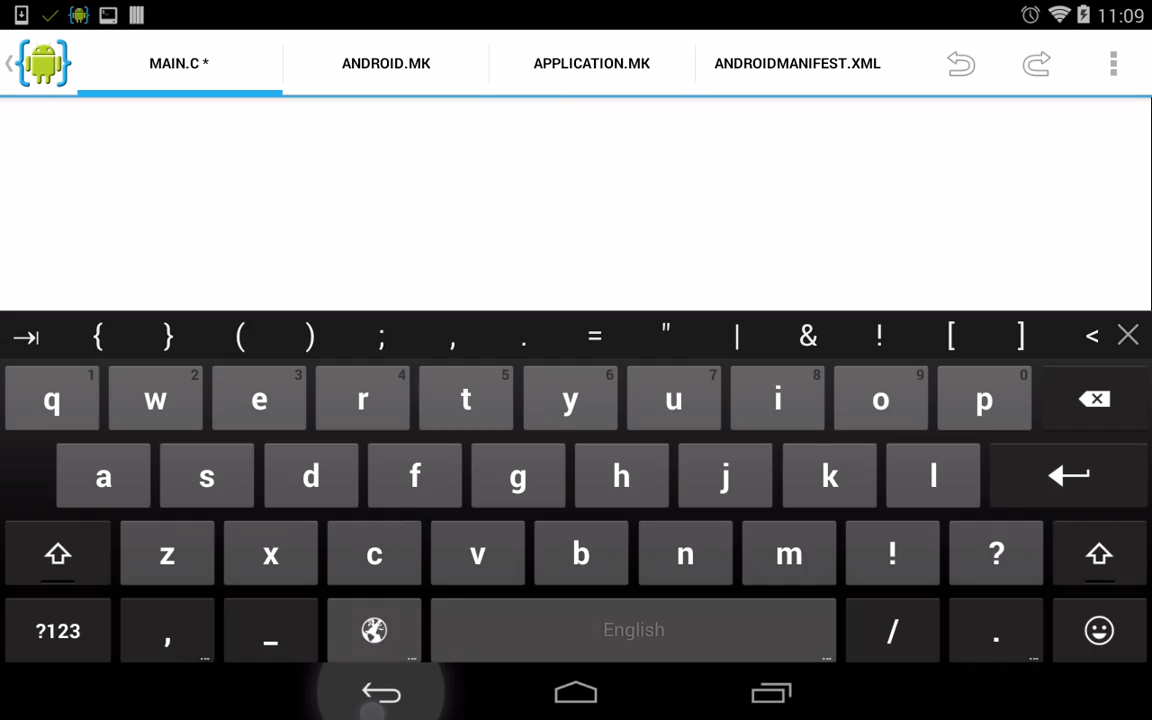 11:09
MAIN.C * ANDROID.MK APPLICATION.MK ANDROIDMANIFEST.XML
{ } ( ) ; , . = " | & ! [ ] <
q 1 w 2 e 3 r 4 t 5 y 6 u 7 i 8 o 9 p 0
a s d f g h j k l
z x c v b n m ! ?
?123 , _ English / .